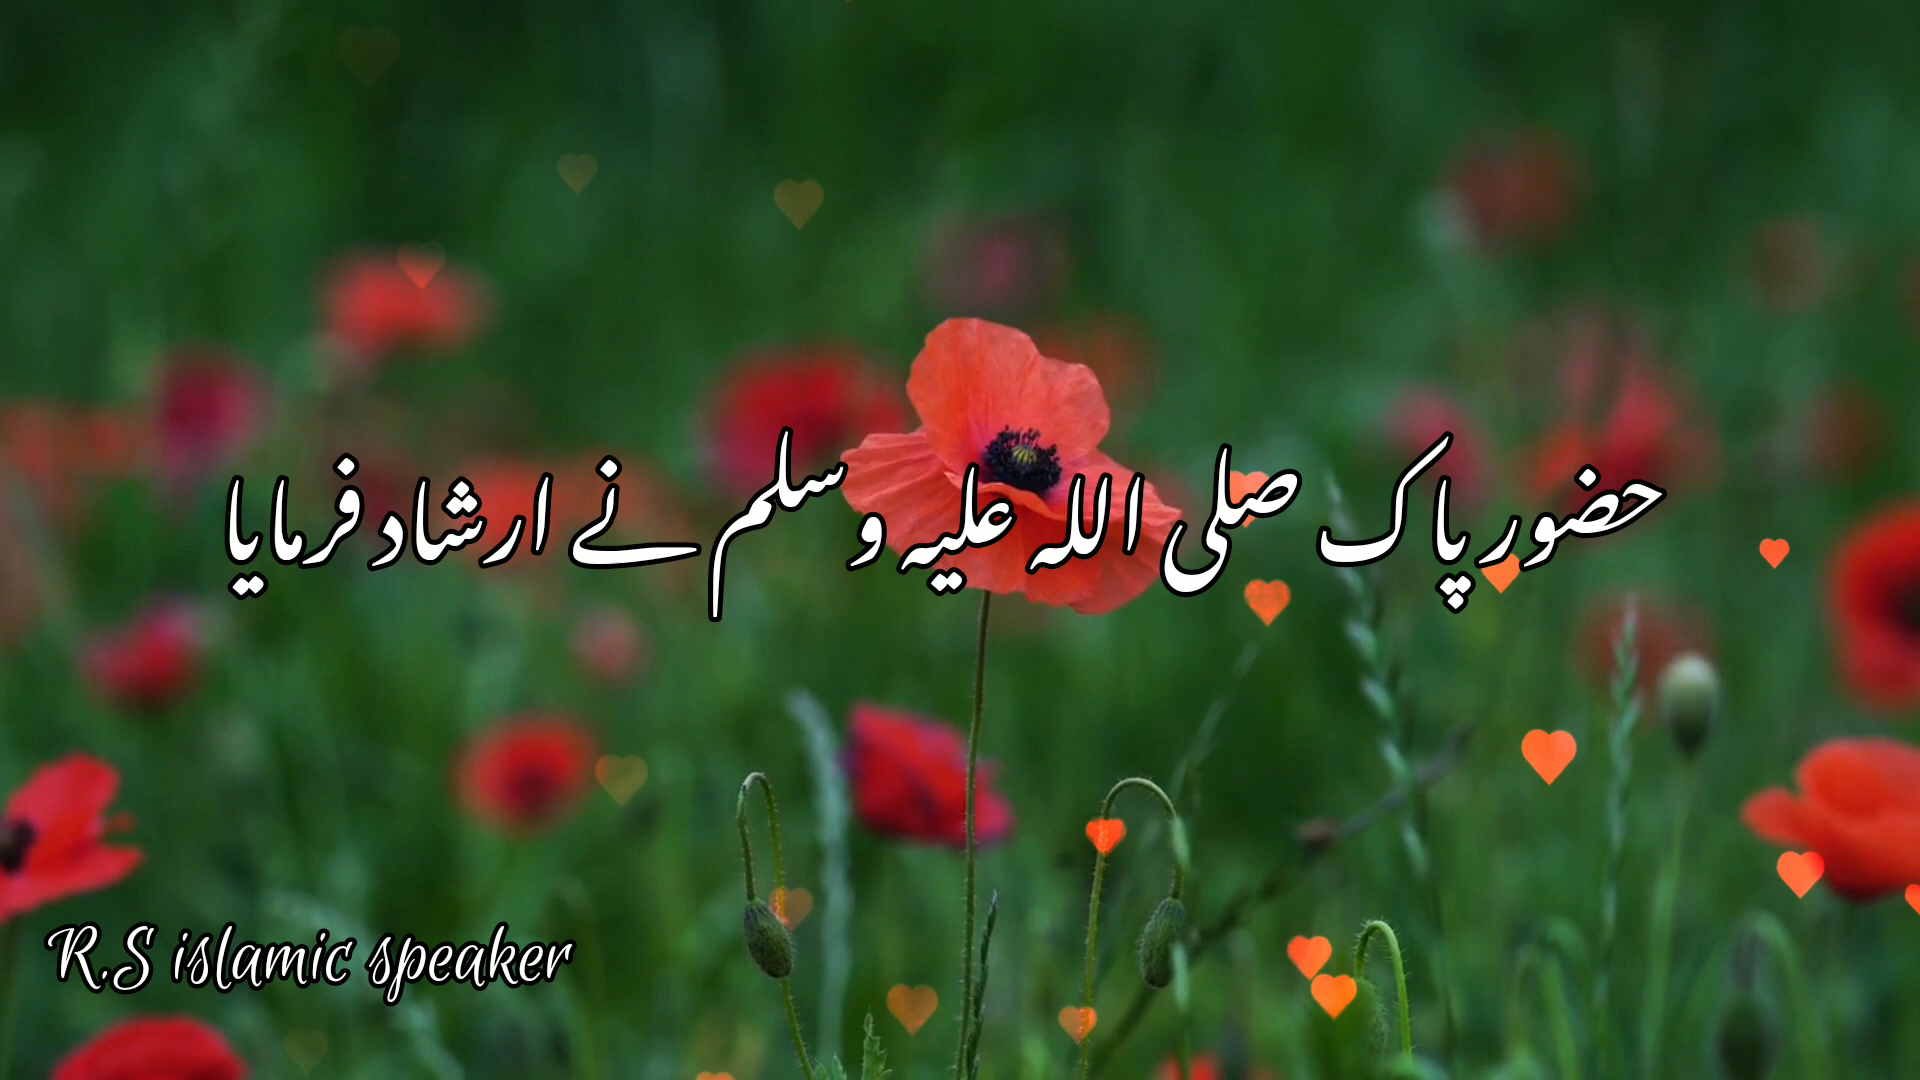 حضور پاک صلی اللہ علیہ وسلم نے ارشاد فرمایا
R.S islamic speaker